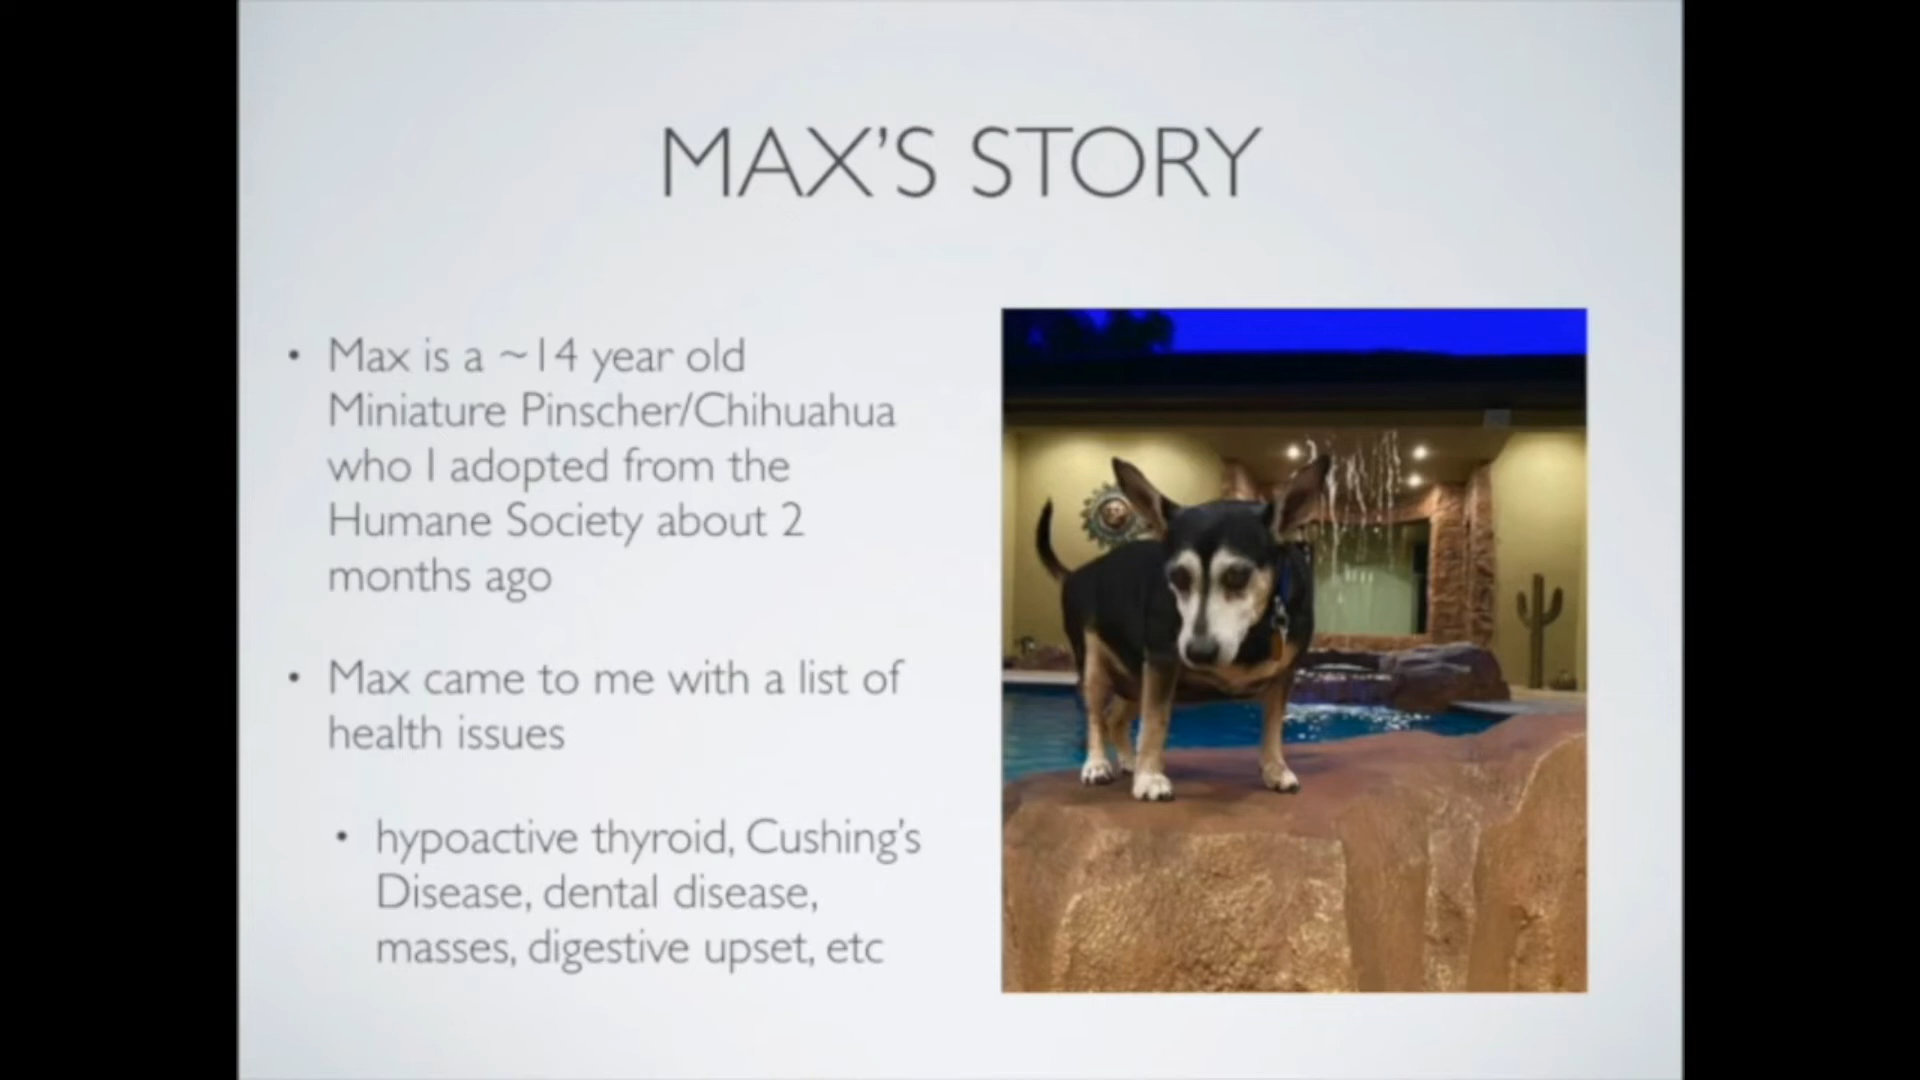 MAX'S STORY
• Max is a ~14 year old
Miniature Pinscher/Chihuahua
who I adopted from the
Humane Society about 2
months ago
• Max came to me with a list of
health issues
• hypoactive thyroid, Cushing's
Disease, dental disease,
masses, digestive upset, etc